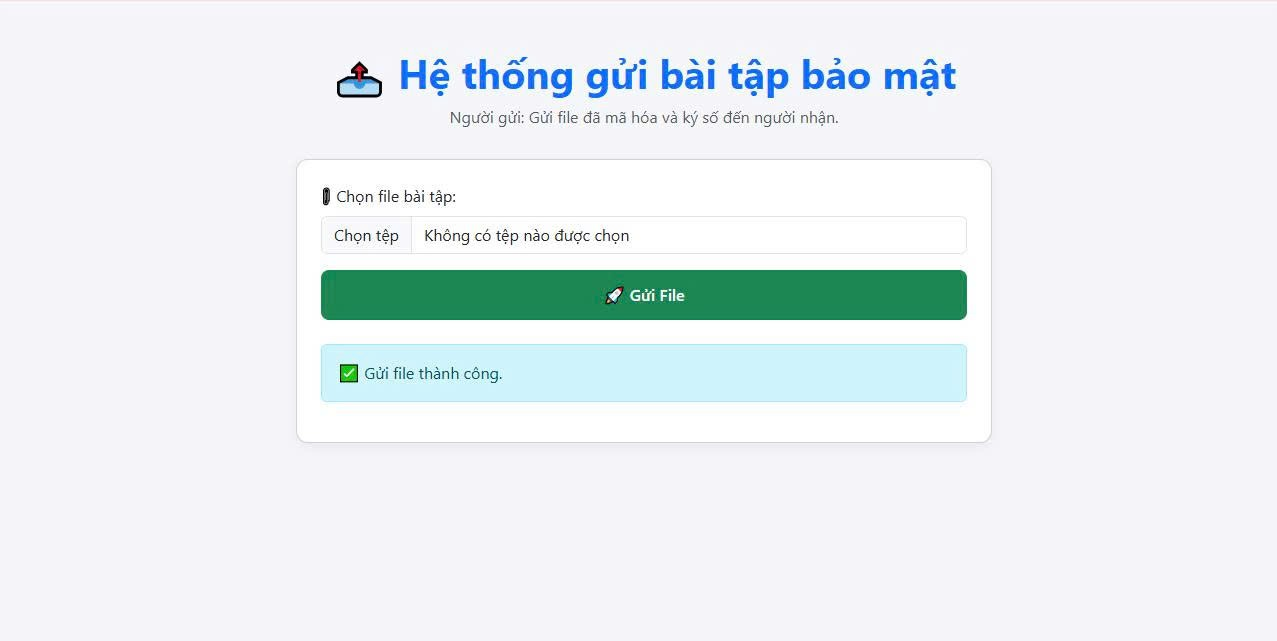 Hệ thống gửi bài tập bảo mật
Người gửi: Gửi file đã mã hóa và ký số đến người nhận.
Chọn file bài tập:
Chọn tệp Không có tệp nào được chọn
Gửi File
Gửi file thành công.